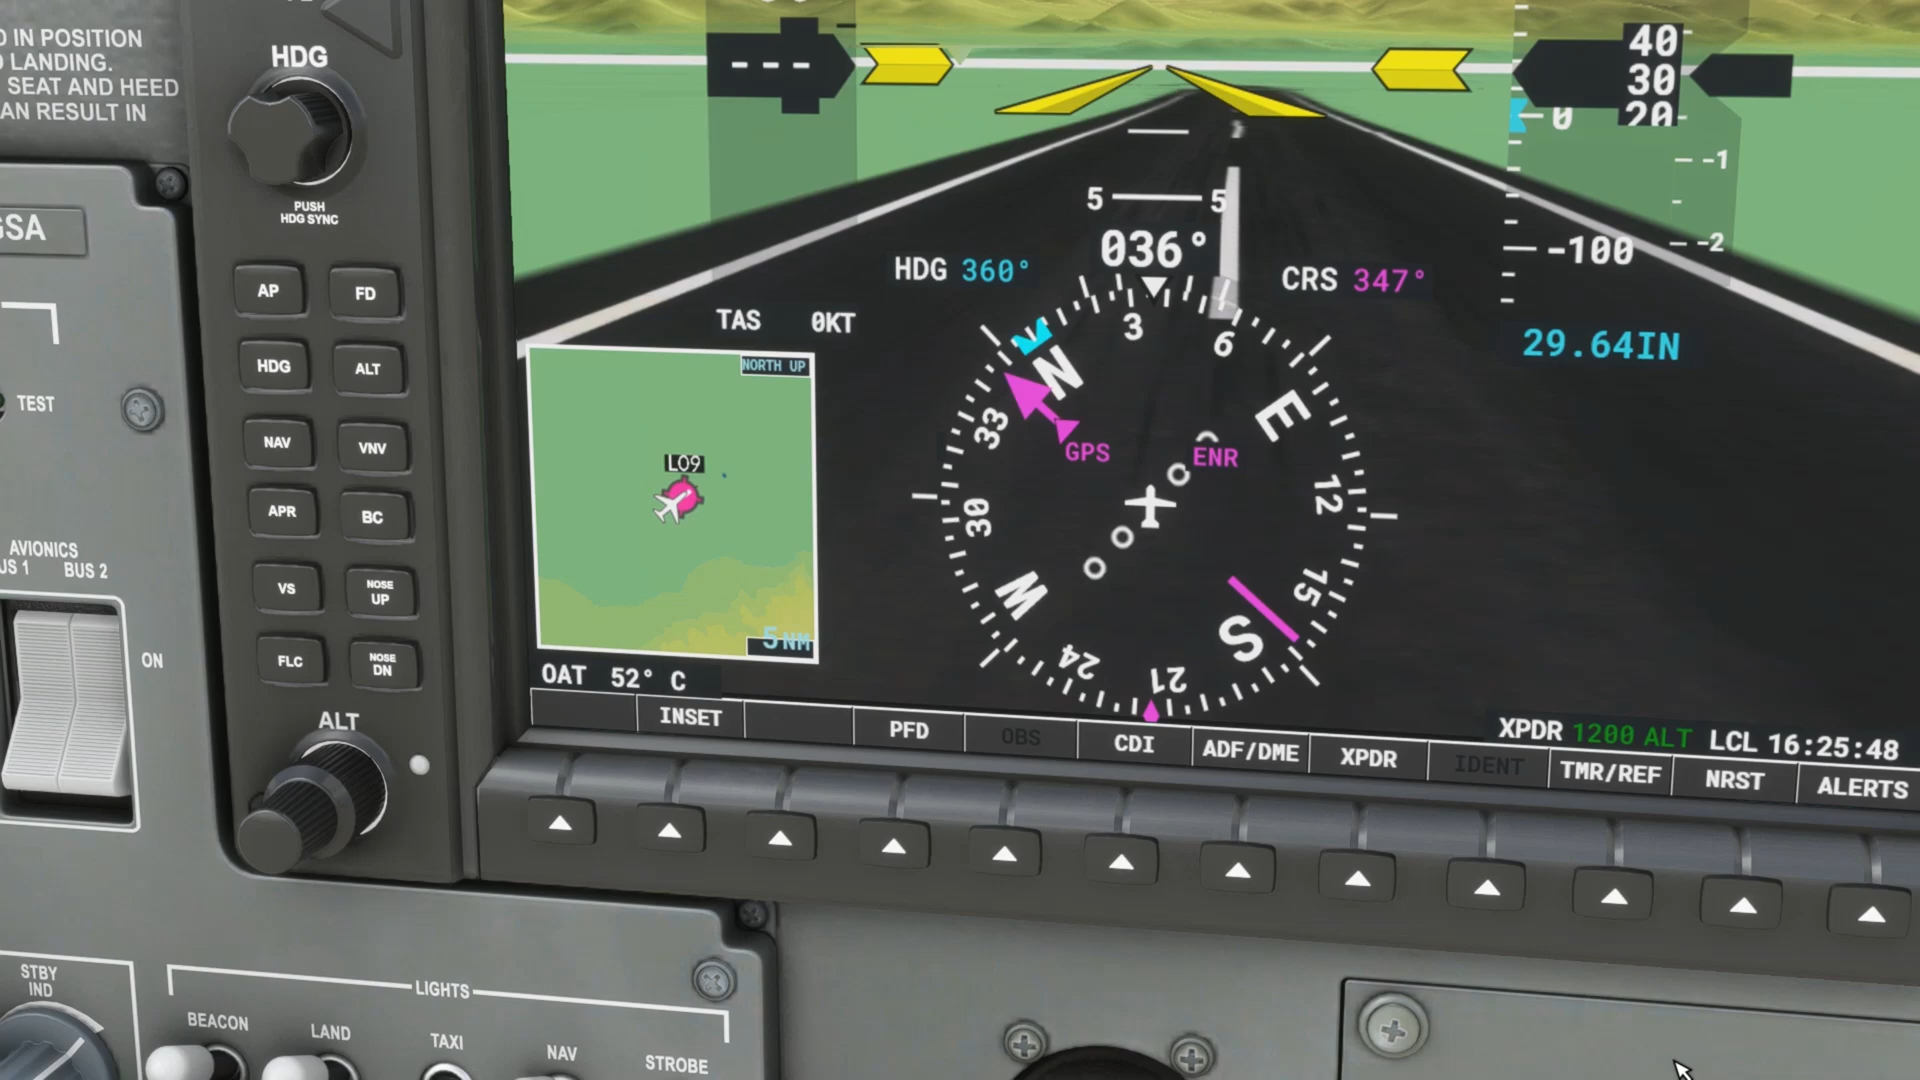 D IN POSITION
LANDING.
SEAT AND HEED
AN RESULT IN
HDG
PUSH
HDG SYNC
GSA
AP
FD
HDG
ALT
TEST
NAV
VNV
APR
BC
AVIONICS
BUS 1 BUS 2
VS
NOSE
UP
ON
FLC
NOSE
DN
ALT
STBY
IND
LIGHTS
BEACON
LAND
TAXI
NAV
STROBE
- - -
40
30
20
0
-1
-2
-100
29.64IN
5 5
036°
HDG 360°
CRS 347°
TAS 0KT
NORTH UP
L09
5NM
OAT 52° C
N
3
6
E
12
15
S
21
24
W
30
33
GPS
ENR
XPDR 1200 ALT LCL 16:25:48
INSET PFD OBS CDI ADF/DME XPDR IDENT TMR/REF NRST ALERTS